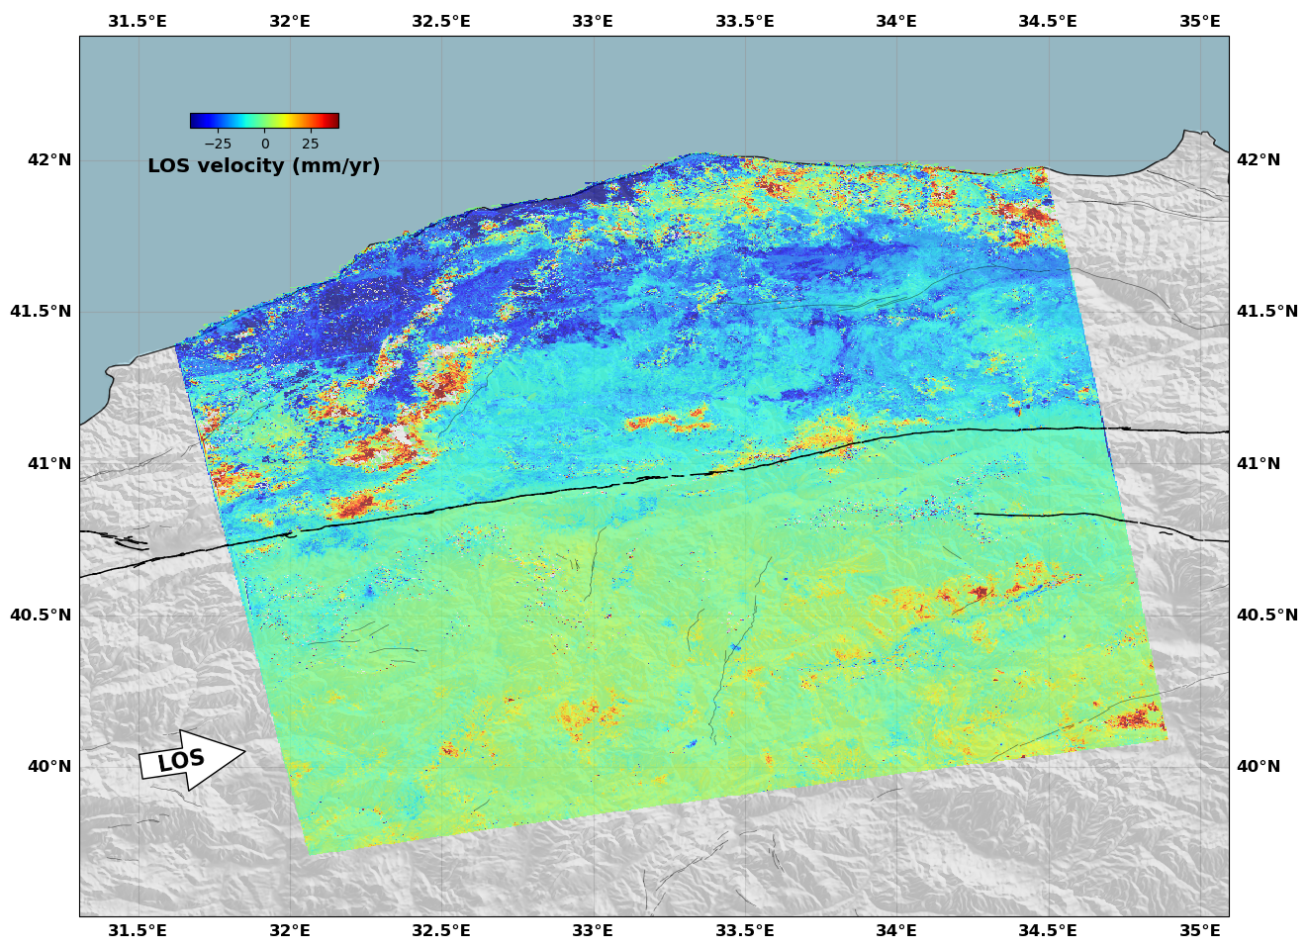 31.5°E 32°E 32.5°E 33°E 33.5°E 34°E 34.5°E 35°E
42°N 42°N
−25 0 25
LOS velocity (mm/yr)
41.5°N 41.5°N
41°N 41°N
40.5°N 40.5°N
LOS
40°N 40°N
31.5°E 32°E 32.5°E 33°E 33.5°E 34°E 34.5°E 35°E